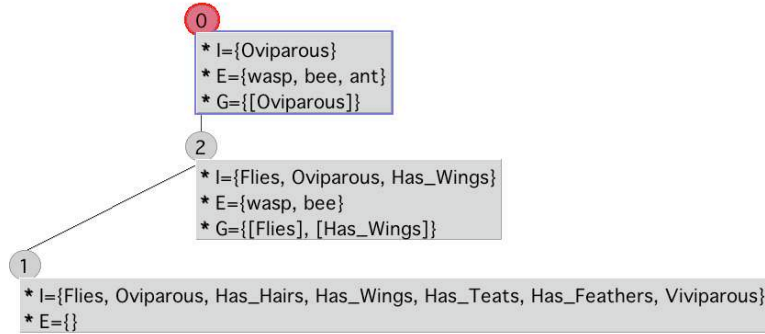 0
* I={Oviparous}
* E={wasp, bee, ant}
* G={[Oviparous]}
2
* I={Flies, Oviparous, Has_Wings}
* E={wasp, bee}
* G={[Flies], [Has_Wings]}
1
* I={Flies, Oviparous, Has_Hairs, Has_Wings, Has_Teats, Has_Feathers, Viviparous}
* E={}